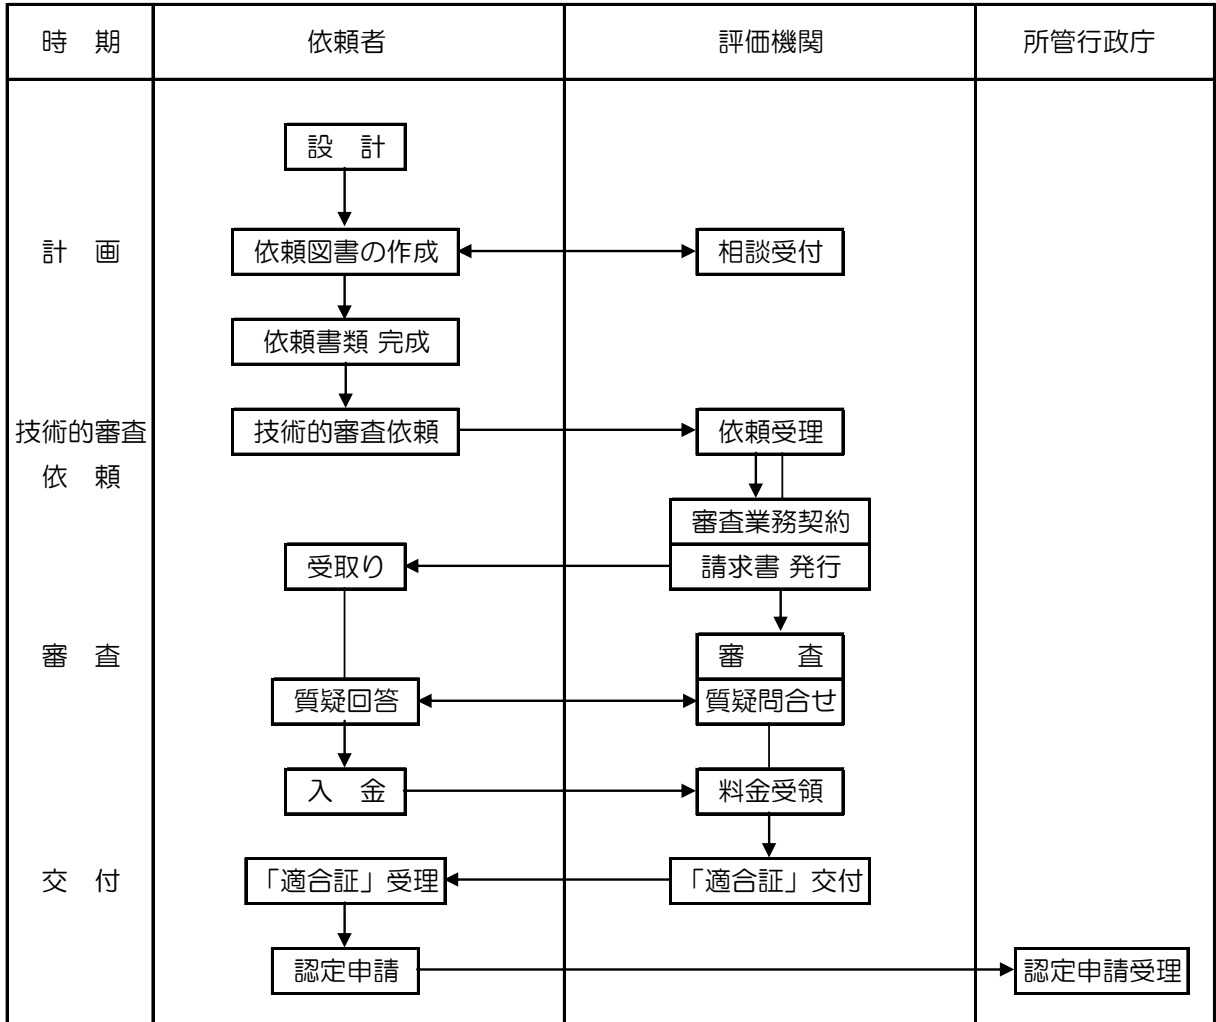 時　期　依頼者　評価機関　所管行政庁
設　計
計　画　依頼図書の作成　相談受付
依頼書類 完成
技術的審査　技術的審査依頼　依頼受理
依　頼
審査業務契約
受取り　請求書 発行
審　査　審　　査
質疑回答　質疑問合せ
入　金　料金受領
交　付　「適合証」受理　「適合証」交付
認定申請　認定申請受理